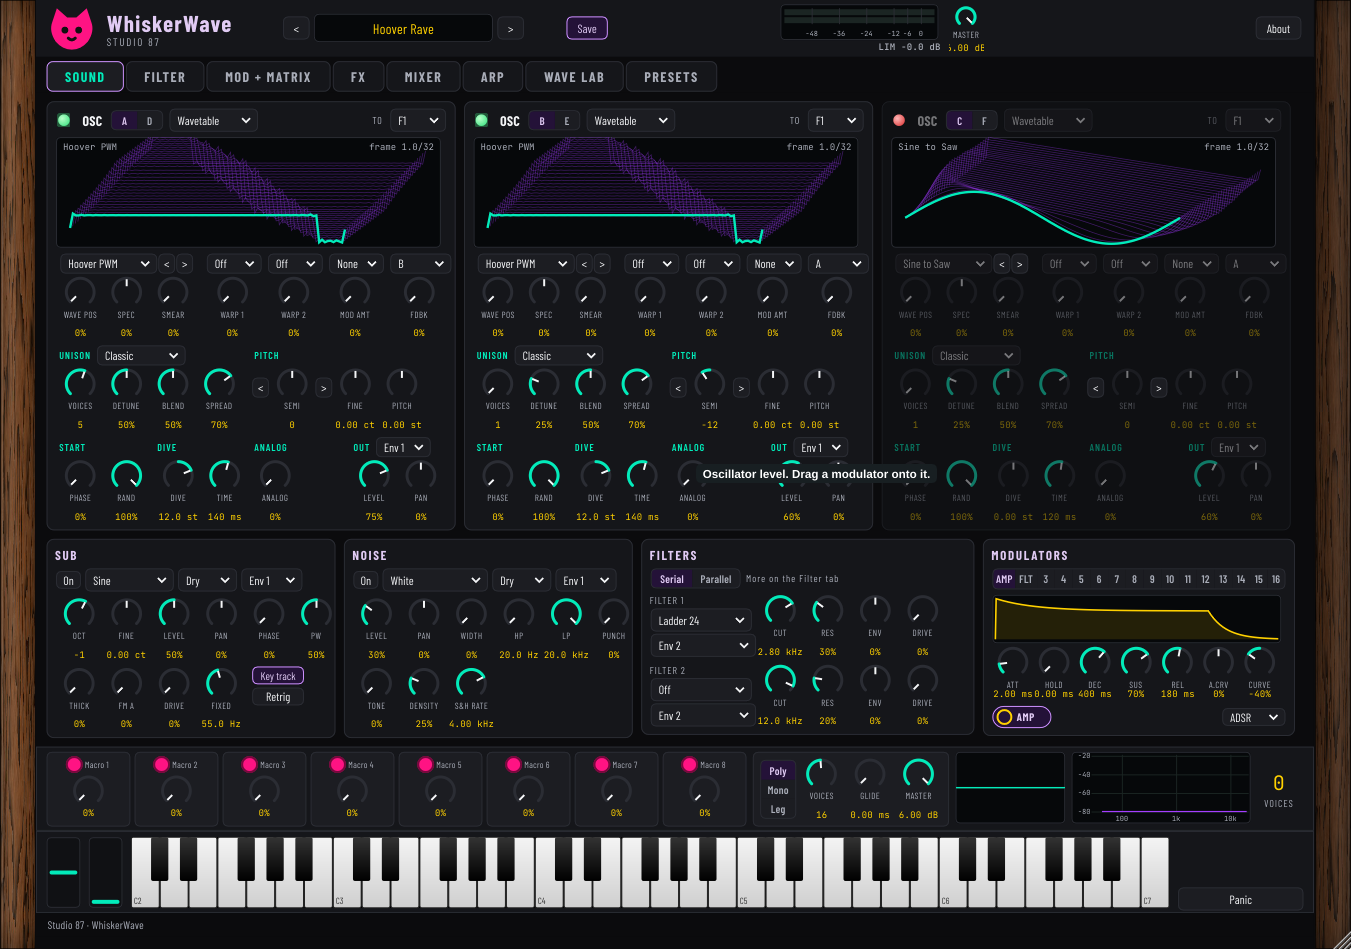 WhiskerWave
STUDIO 87
<
Hoover Rave
>
Save
-48 -36 -24 -12 -6 0
LIM -0.0 dB
MASTER
6.00 dB
About
SOUND FILTER MOD + MATRIX FX MIXER ARP WAVE LAB PRESETS
OSC A D Wavetable TO F1
Hoover PWM frame 1.0/32
Hoover PWM < > Off Off None B
WAVE POS SPEC SMEAR WARP 1 WARP 2 MOD AMT FDBK
0% 0% 0% 0% 0% 0% 0%
UNISON Classic PITCH
< >
VOICES DETUNE BLEND SPREAD SEMI FINE PITCH
5 50% 50% 70% 0 0.00 ct 0.00 st
START DIVE ANALOG OUT Env 1
PHASE RAND DIVE TIME ANALOG LEVEL PAN
0% 100% 12.0 st 140 ms 0% 75% 0%
OSC B E Wavetable TO F1
Hoover PWM frame 1.0/32
Hoover PWM < > Off Off None A
WAVE POS SPEC SMEAR WARP 1 WARP 2 MOD AMT FDBK
0% 0% 0% 0% 0% 0% 0%
UNISON Classic PITCH
< >
VOICES DETUNE BLEND SPREAD SEMI FINE PITCH
1 25% 50% 70% -12 0.00 ct 0.00 st
START DIVE ANALOG OUT Env 1
Oscillator level. Drag a modulator onto it.
PHASE RAND DIVE TIME ANALOG LEVEL PAN
0% 100% 12.0 st 140 ms 0% 60% 0%
OSC C F Wavetable TO F1
Sine to Saw frame 1.0/32
Sine to Saw < > Off Off None A
WAVE POS SPEC SMEAR WARP 1 WARP 2 MOD AMT FDBK
0% 0% 0% 0% 0% 0% 0%
UNISON Classic PITCH
< >
VOICES DETUNE BLEND SPREAD SEMI FINE PITCH
1 25% 50% 70% 0 0.00 ct 0.00 st
START DIVE ANALOG OUT Env 1
PHASE RAND DIVE TIME ANALOG LEVEL PAN
0% 100% 0.00 st 120 ms 0% 60% 0%
SUB
On Sine Dry Env 1
OCT FINE LEVEL PAN PHASE PW
-1 0.00 ct 50% 0% 0% 50%
Key track
Retrig
THICK FM A DRIVE FIXED
0% 0% 0% 55.0 Hz
NOISE
On White Dry Env 1
LEVEL PAN WIDTH HP LP PUNCH
30% 0% 0% 20.0 Hz 20.0 kHz 0%
TONE DENSITY S&H RATE
0% 25% 4.00 kHz
FILTERS
Serial Parallel More on the Filter tab
FILTER 1
Ladder 24
Env 2
CUT RES ENV DRIVE
2.80 kHz 30% 0% 0%
FILTER 2
Off
Env 2
CUT RES ENV DRIVE
12.0 kHz 20% 0% 0%
MODULATORS
AMP FLT 3 4 5 6 7 8 9 10 11 12 13 14 15 16
ATT HOLD DEC SUS REL A.CRV CURVE
2.00 ms 0.00 ms 400 ms 70% 180 ms 0% -40%
AMP ADSR
Macro 1 Macro 2 Macro 3 Macro 4 Macro 5 Macro 6 Macro 7 Macro 8
0% 0% 0% 0% 0% 0% 0% 0%
Poly
Mono
Leg
VOICES GLIDE MASTER
16 0.00 ms 6.00 dB
-20
-40
-60
-80
100 1k 10k
0
VOICES
C2 C3 C4 C5 C6 C7
Panic
Studio 87 · WhiskerWave